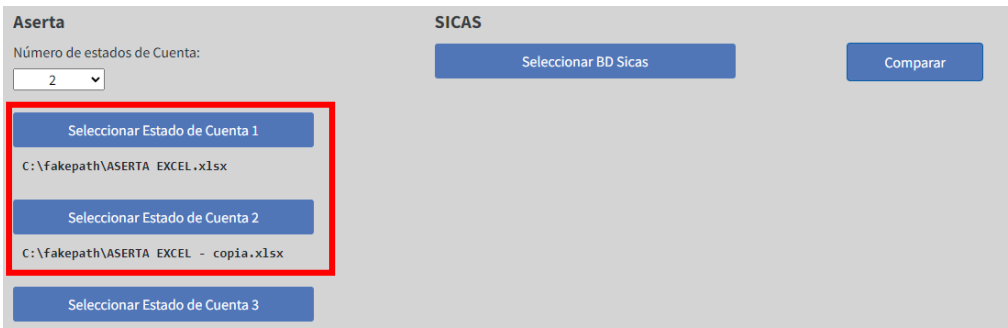 Aserta
Número de estados de Cuenta:
2
Seleccionar Estado de Cuenta 1
C:\fakepath\ASERTA EXCEL.xlsx
Seleccionar Estado de Cuenta 2
C:\fakepath\ASERTA EXCEL - copia.xlsx
Seleccionar Estado de Cuenta 3
SICAS
Seleccionar BD Sicas
Comparar